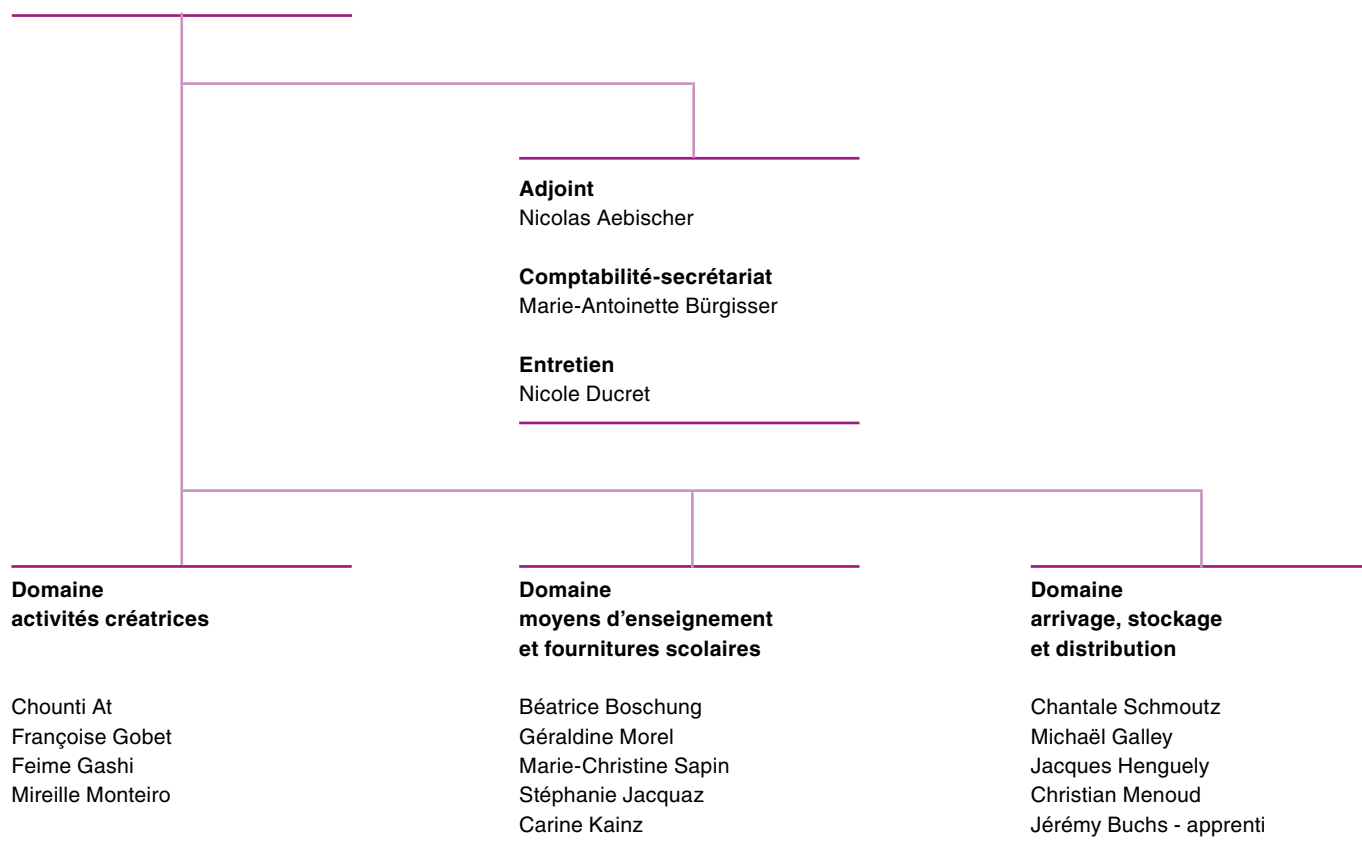 Adjoint
Nicolas Aebischer
Comptabilité-secrétariat
Marie-Antoinette Bürgisser
Entretien
Nicole Ducret
Domaine
activités créatrices
Chounti At
Françoise Gobet
Feime Gashi
Mireille Monteiro
Domaine
moyens d'enseignement
et fournitures scolaires
Béatrice Boschung
Géraldine Morel
Marie-Christine Sapin
Stéphanie Jacquaz
Carine Kainz
Domaine
arrivage, stockage
et distribution
Chantale Schmoutz
Michaël Galley
Jacques Henguely
Christian Menoud
Jérémy Buchs - apprenti